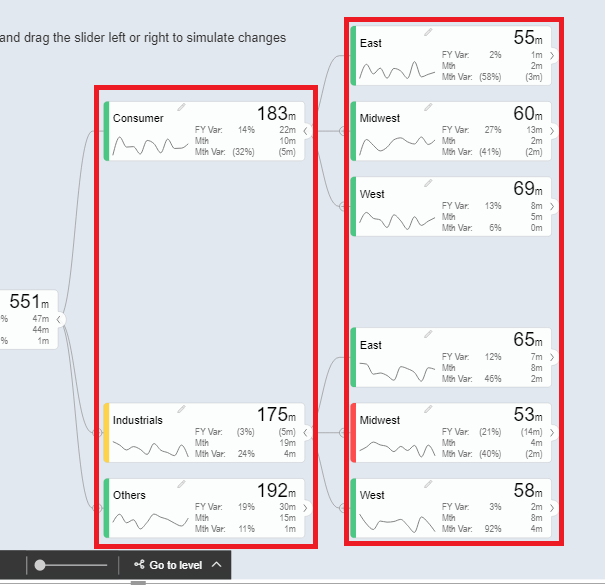 and drag the slider left or right to simulate changes
551m
% 47m
44m
% 1m
Consumer 183m
FY Var: 14% 22m
Mth 10m
Mth Var: (32%) (5m)
Industrials 175m
FY Var: (3%) (5m)
Mth 19m
Mth Var: 24% 4m
Others 192m
FY Var: 19% 30m
Mth 15m
Mth Var: 11% 1m
East 55m
FY Var: 2% 1m
Mth 2m
Mth Var: (58%) (3m)
Midwest 60m
FY Var: 27% 13m
Mth 2m
Mth Var: (41%) (2m)
West 69m
FY Var: 13% 8m
Mth 5m
Mth Var: 6% 0m
East 65m
FY Var: 12% 7m
Mth 8m
Mth Var: 46% 2m
Midwest 53m
FY Var: (21%) (14m)
Mth 4m
Mth Var: (40%) (2m)
West 58m
FY Var: 3% 2m
Mth 8m
Mth Var: 92% 4m
Go to level